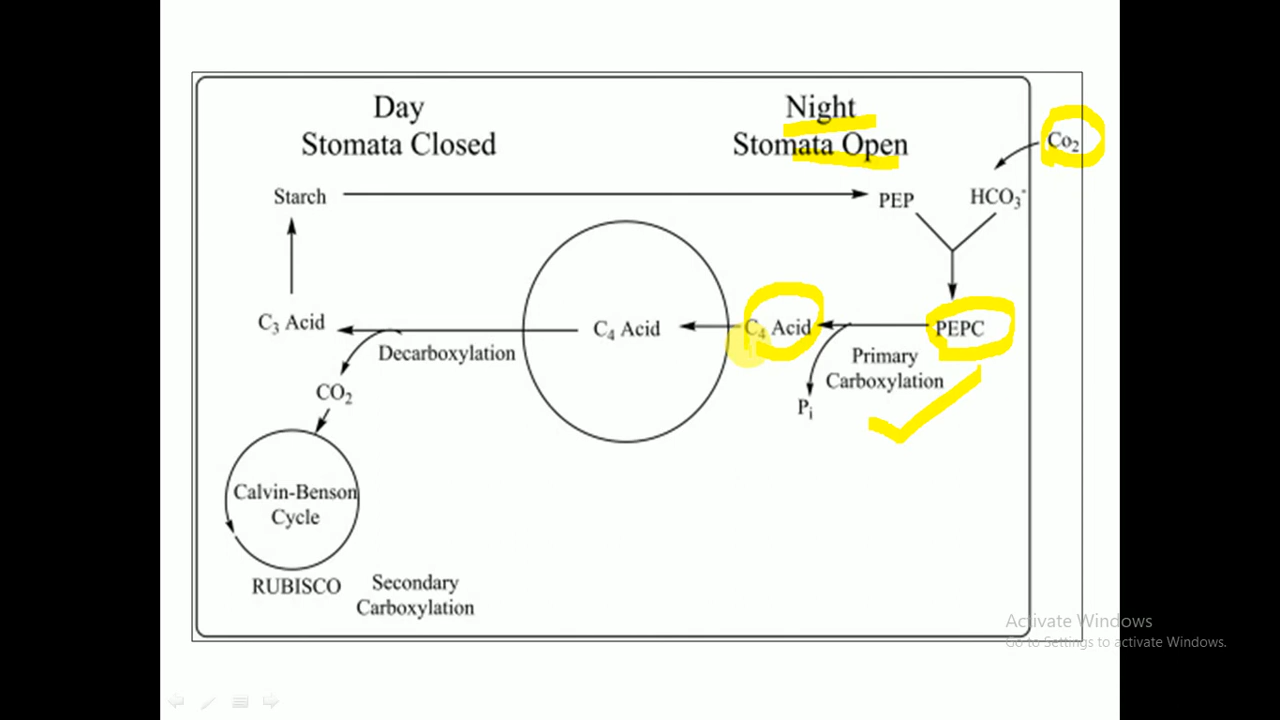 Day
Stomata Closed
Night
Stomata Open
Co₂
Starch
PEP
HCO₃⁻
C₃ Acid
Decarboxylation
C₄ Acid
C₄ Acid
PEPC
Primary
Carboxylation
Pᵢ
CO₂
Calvin-Benson
Cycle
RUBISCO
Secondary
Carboxylation
Activate Windows
Go to Settings to activate Windows.